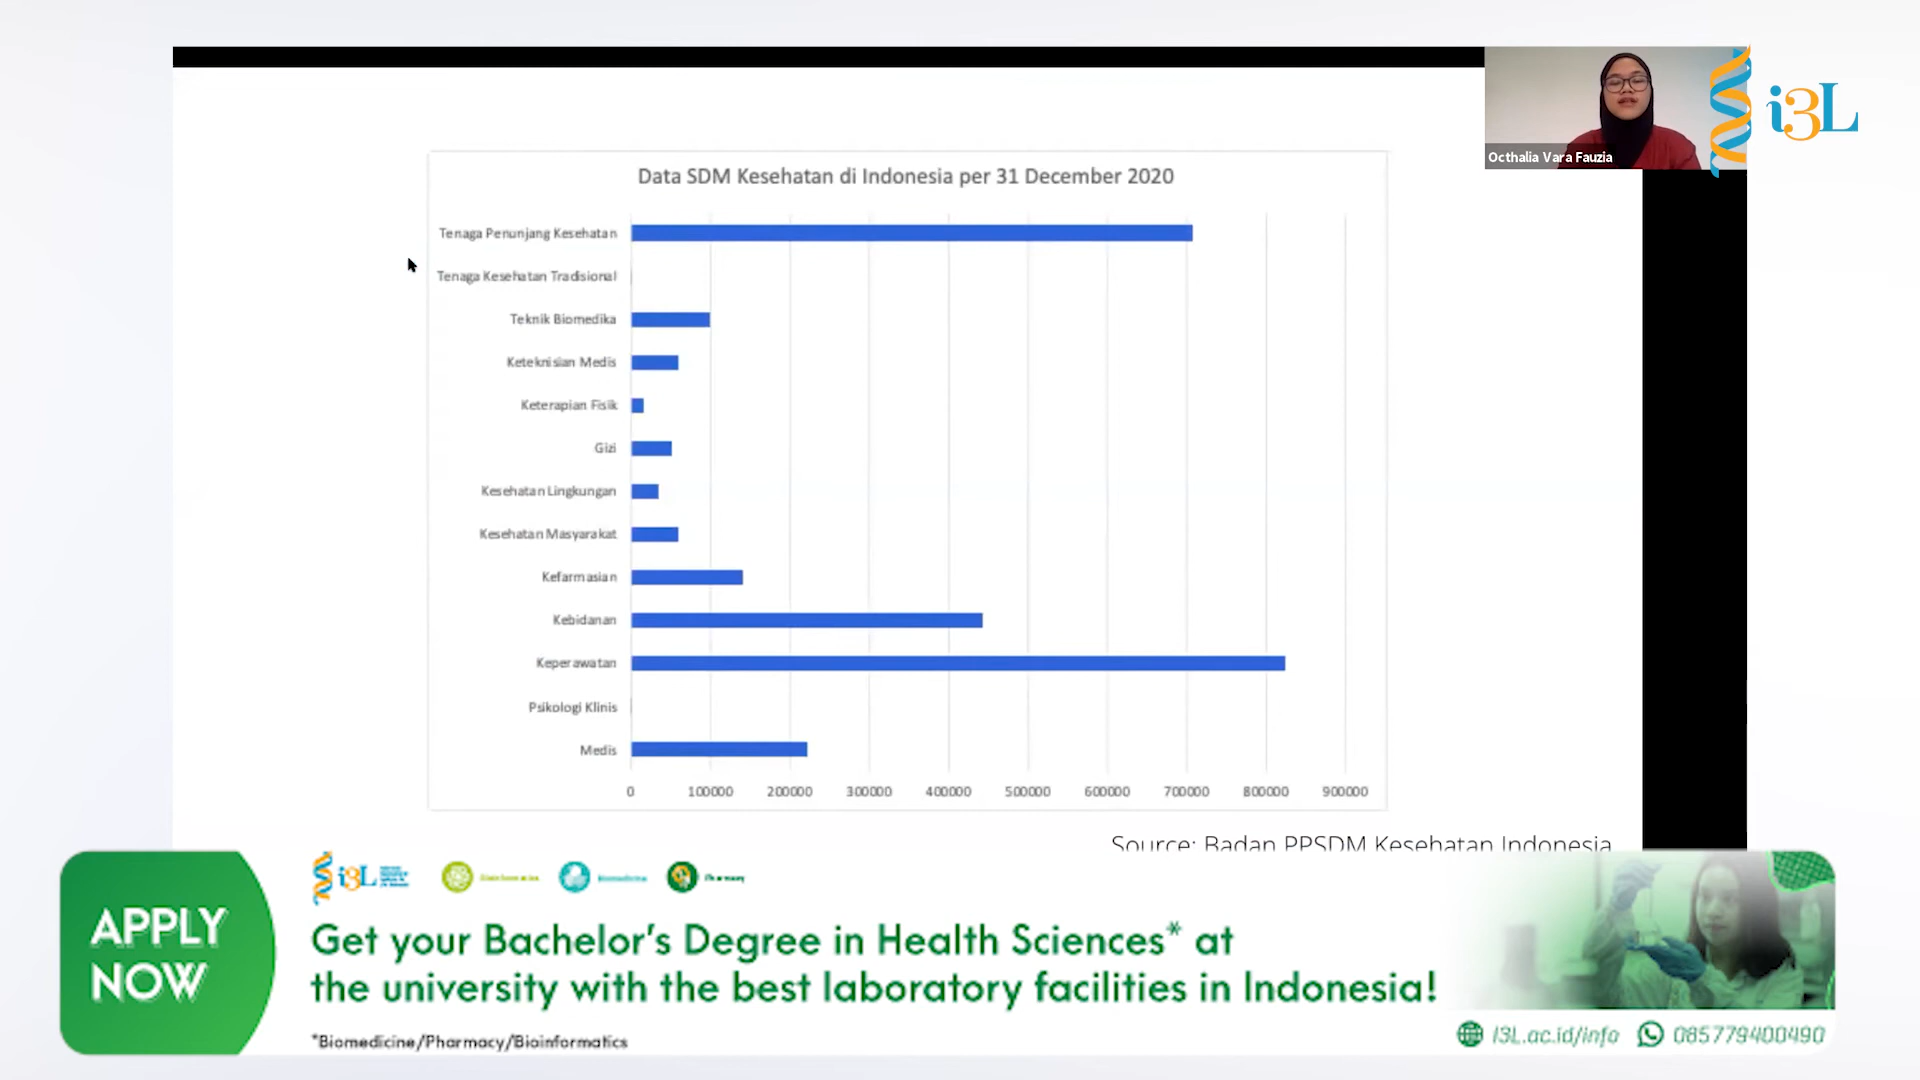 i3L
Octhalia Vara Fauzia
Data SDM Kesehatan di Indonesia per 31 December 2020
Tenaga Penunjang Kesehatan
Tenaga Kesehatan Tradisional
Teknik Biomedika
Keteknisian Medis
Keterapian Fisik
Gizi
Kesehatan Lingkungan
Kesehatan Masyarakat
Kefarmasian
Kebidanan
Keperawatan
Psikologi Klinis
Medis
0 100000 200000 300000 400000 500000 600000 700000 800000 900000
Source: Badan PPSDM Kesehatan Indonesia
APPLY
NOW
i3L Bioinformatics Biomedicine Pharmacy
Get your Bachelor's Degree in Health Sciences* at
the university with the best laboratory facilities in Indonesia!
*Biomedicine/Pharmacy/Bioinformatics
i3L.ac.id/info 085779400490